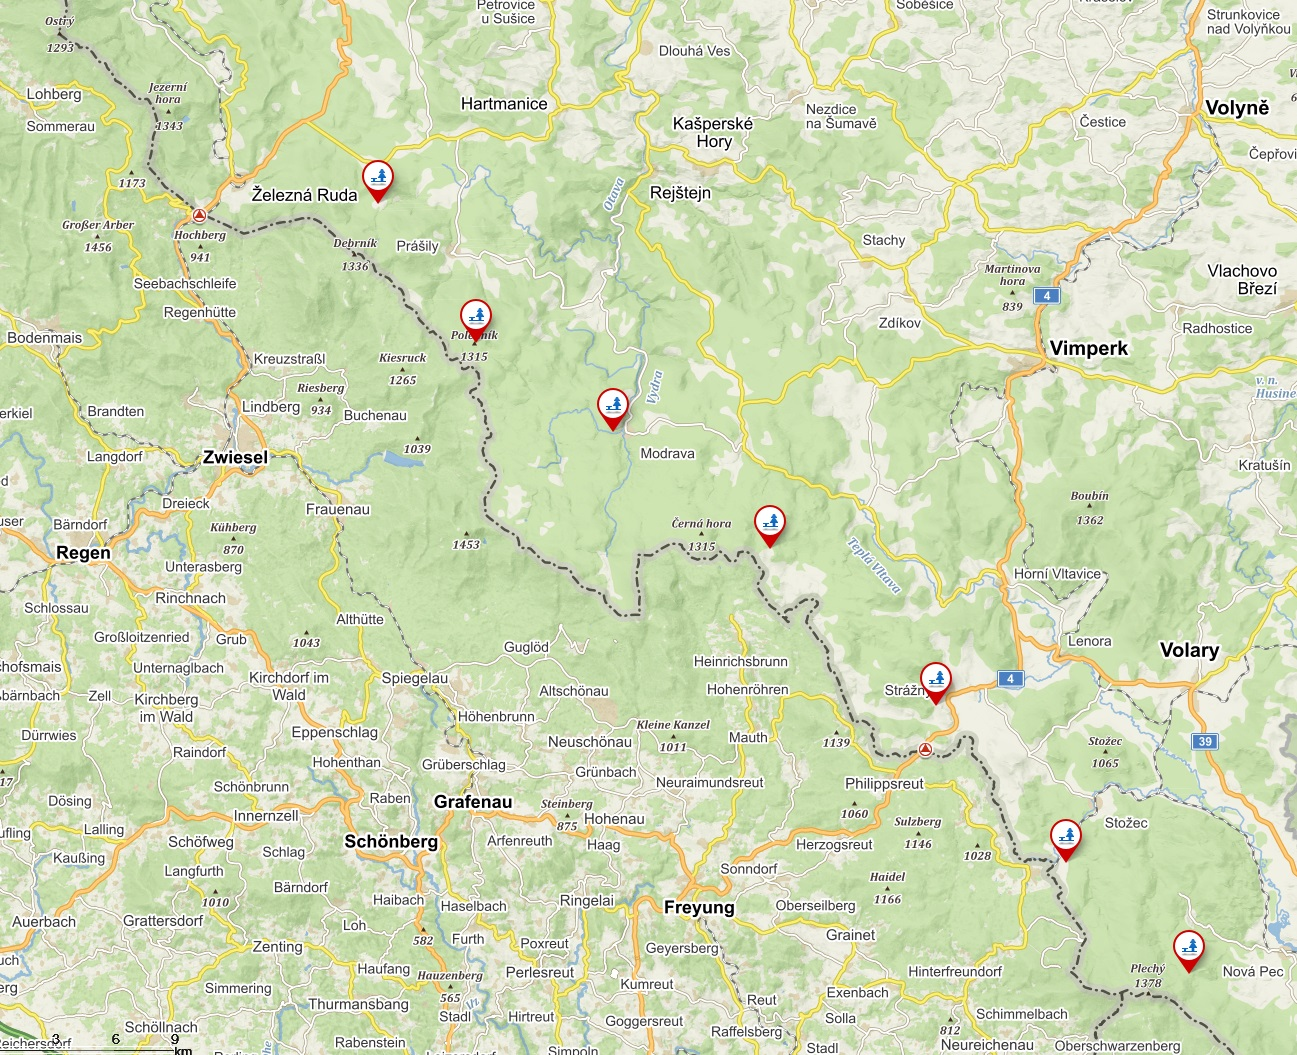 Ostrý
1293
Petrovice
u Sušice
Soběšice
Strunkovice
nad Volyňkou
Dlouhá Ves
Lohberg
Jezerní
hora
1343
Hartmanice
Nezdice
na Šumavě
Volyně
Sommerau
Kašperské
Hory
Čestice
1173
Železná Ruda
Otava
Rejštejn
Großer Arber
1456
Hochberg
941
Debrník
1336
Prášily
Stachy
Martinova
hora
839
Vlachovo
Březí
Seebachschleife
4
Regenhütte
Zdíkov
Radhostice
Bodenmais
1315
Vimperk
Kreuzstraßl
Kiesruck
1265
Riesberg
934
Vydra
v. n.
Husine
Brandten
Lindberg
Buchenau
1039
Langdorf
Zwiesel
Modrava
Kratušín
Drieseck
Frauenau
Boubín
1362
Bärndorf
Kühberg
870
1453
Černá hora
1315
Regen
Teplá Vltava
Unterasberg
Horní Vltavice
Schlossau
Rinchnach
Althütte
Großloitzenried
Grub
1043
Guglöd
Lenora
Volary
Unternaglbach
Heinrichsbrunn
Zell
Kirchberg
im Wald
Kirchdorf im
Wald
Spiegelau
Altschönau
Hohenröhren
4
Dürrwies
Eppenschlag
Höhenbrunn
Kleine Kanzel
1011
Mauth
1139
Stožec
1065
39
Raindorf
Hohenthan
Neuschönau
Grüberschlag
Grünbach
Neuraimundsreut
Philippsreut
17
Schönbrunn
Dösing
Raben
Grafenau
Steinberg
875
1060
Innernzell
Hohenau
Sulzberg
1146
Stožec
Lalling
Schöfweg
Schönberg
Arfenreuth
Haag
Herzogsreut
1028
Kaußing
Schlag
Langfurth
Sonndorf
Haidel
1166
Bärndorf
1010
Haibach
Haselbach
Ringelai
Freyung
Oberseilberg
Auerbach
Grattersdorf
Loh
582
Furth
Poxreut
Geyersberg
Grainet
Zenting
Haufang
Hauzenberg
565
Perlesreut
Kumreut
Hinterfreundorf
Plechý
1378
Nová Pec
Simmering
Thurmansbang
Ilz
Stadl
Hirtreut
Goggersreut
Reut
Exenbach
Solla
Schimmelbach
812
Schöllnach
3 6 9
km
Rabenstein
Raffelsberg
Stadl
Neureichenau
Oberschwarzenberg